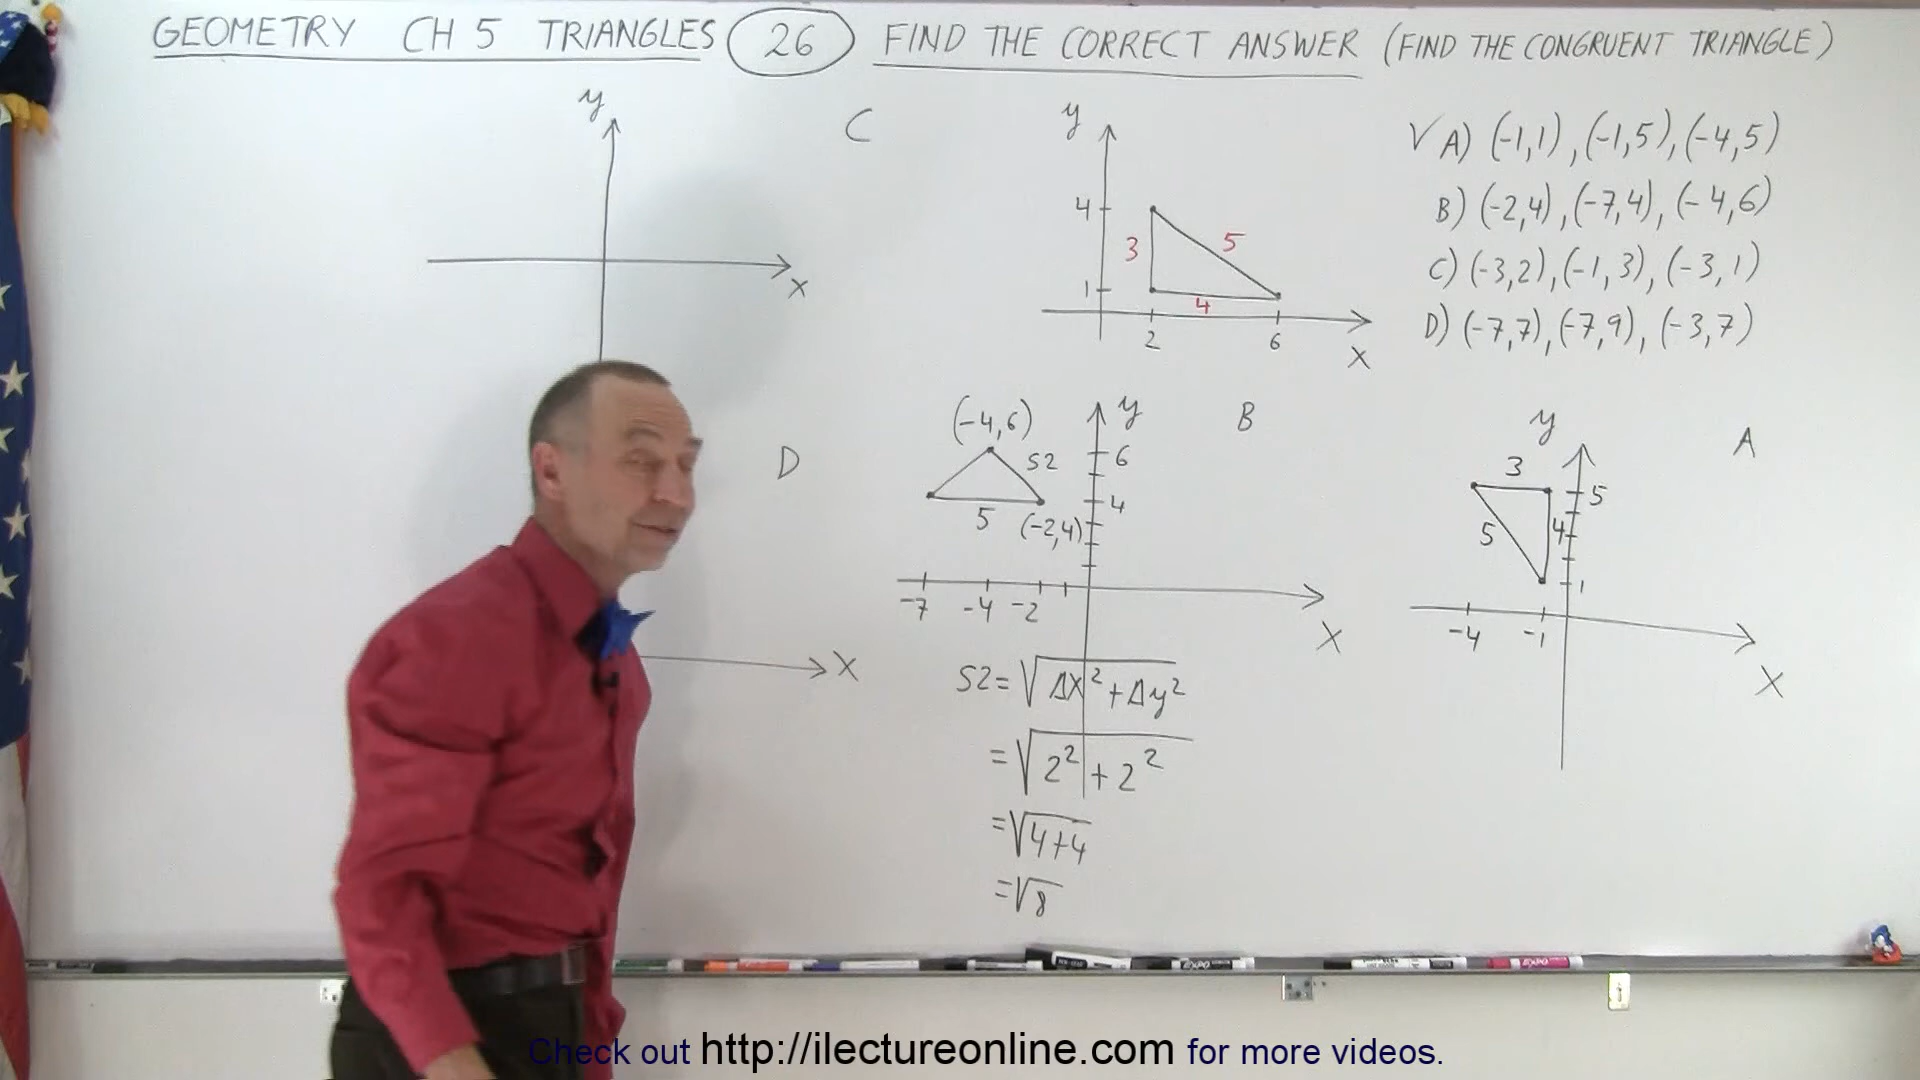 GEOMETRY CH 5 TRIANGLES 26 FIND THE CORRECT ANSWER (FIND THE CONGRUENT TRIANGLE)
y
x
C
y
4
1
3
5
4
2
6
x
√ A) (-1,1), (-1,5), (-4,5)
B) (-2,4), (-7,4), (-4,6)
C) (-3,2), (-1,3), (-3,1)
D) (-7,7), (-7,9), (-3,7)
D
x
(-4,6)
S2
5
(-2,4)
y
6
4
B
-7 -4 -2
x
S2 = √Δx² + Δy²
= √2² + 2²
= √4+4
= √8
y
A
3
5
5
4
1
-4 -1
x
EXPO
EXPO
Check out http://ilectureonline.com for more videos.